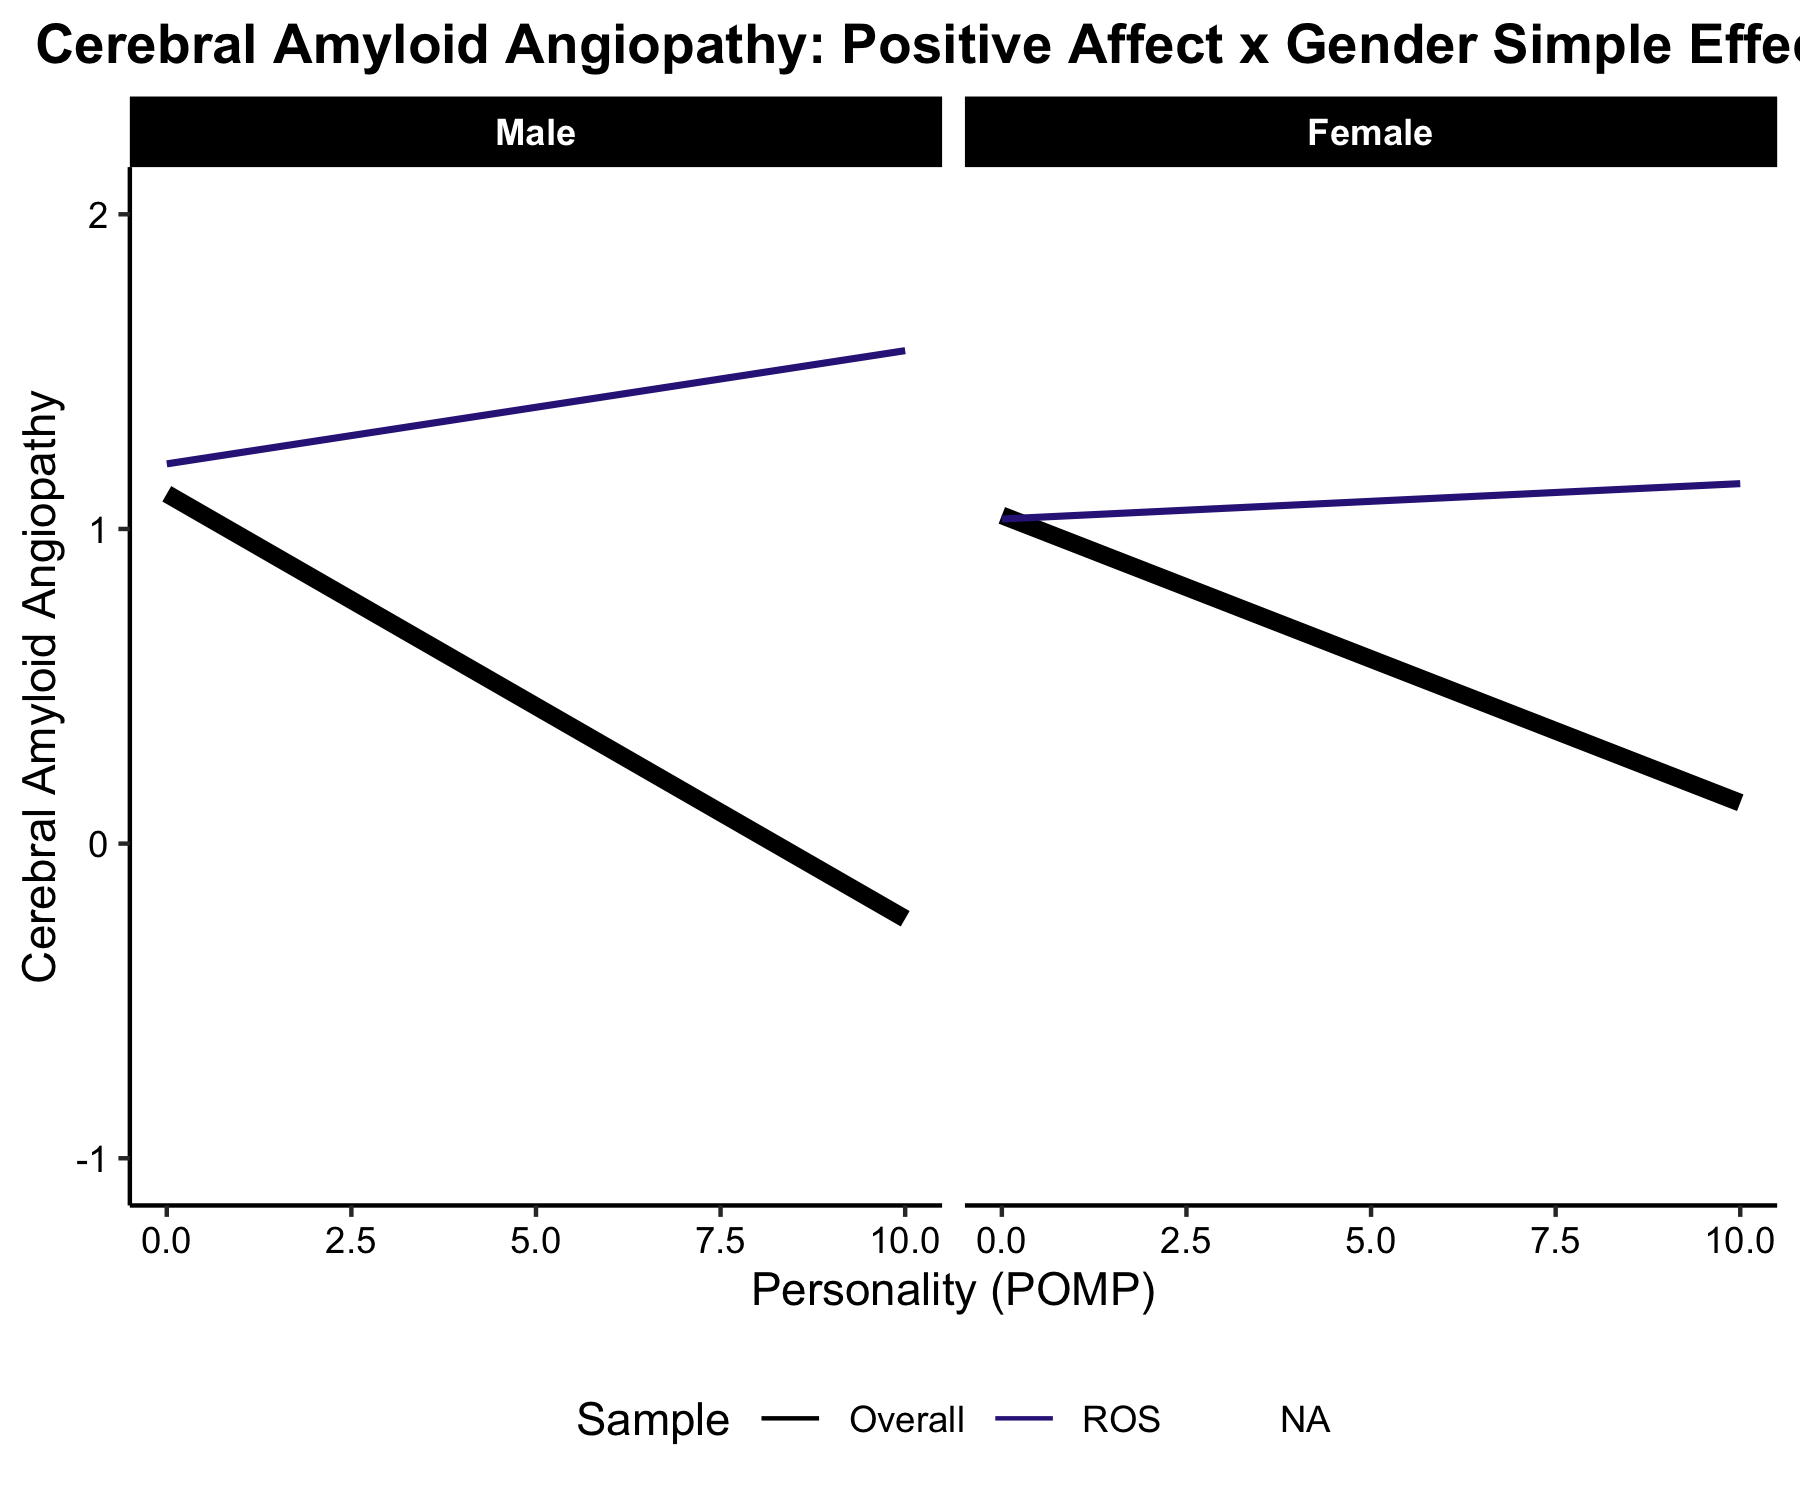 Cerebral Amyloid Angiopathy: Positive Affect x Gender Simple Effec
Male Female
Cerebral Amyloid Angiopathy
2
1
0
-1
0.0 2.5 5.0 7.5 10.0 0.0 2.5 5.0 7.5 10.0
Personality (POMP)
Sample Overall ROS NA